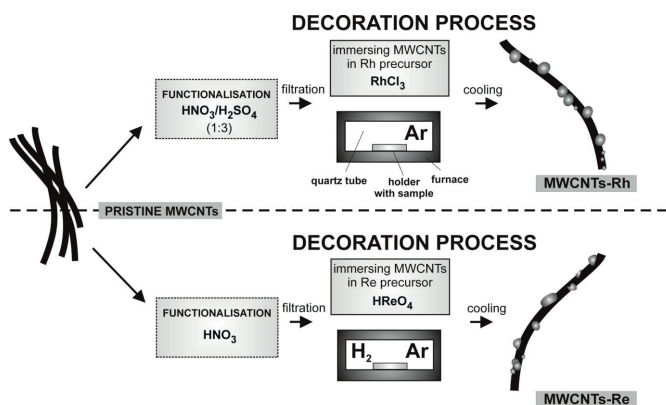 DECORATION PROCESS
FUNCTIONALISATION
HNO₃/H₂SO₄
(1:3)
filtration
immersing MWCNTs
in Rh precursor
RhCl₃
cooling
Ar
quartz tube
holder
with sample
furnace
MWCNTs-Rh
PRISTINE MWCNTs
DECORATION PROCESS
FUNCTIONALISATION
HNO₃
filtration
immersing MWCNTs
in Re precursor
HReO₄
cooling
H₂ Ar
MWCNTs-Re